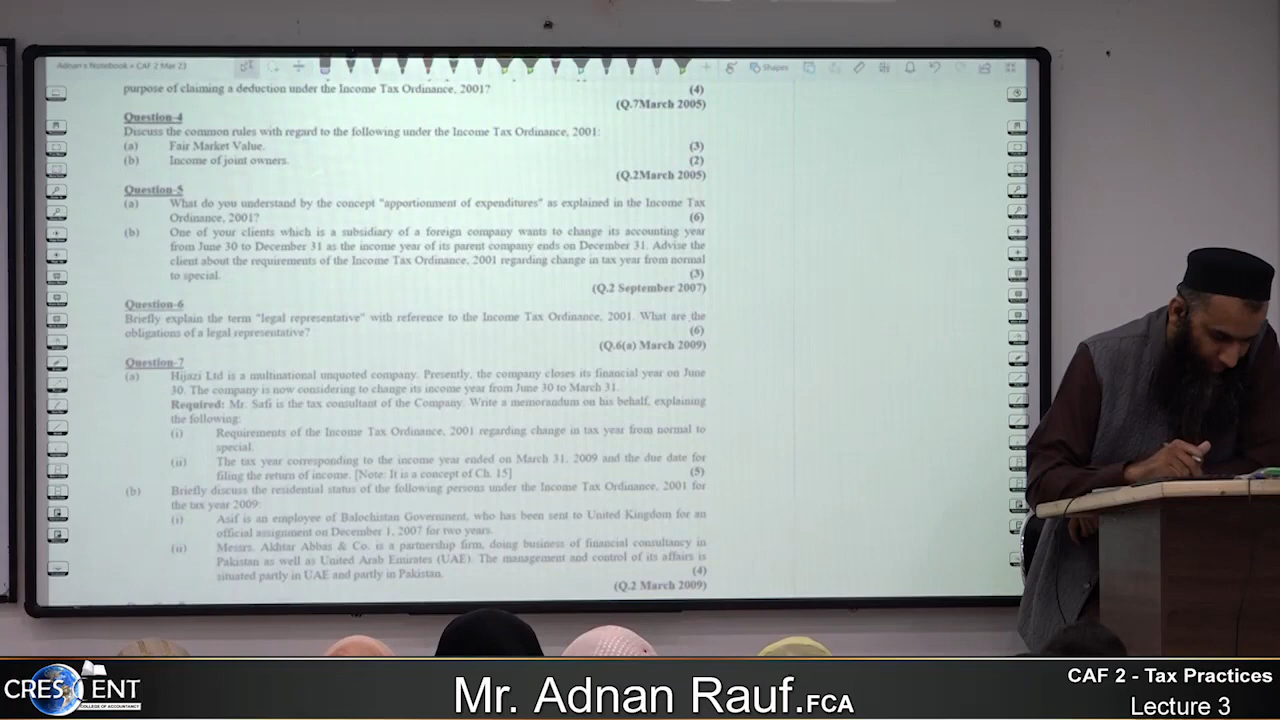 Adnan's Notebook » CAF 2 Mar 23
Shapes
purpose of claiming a deduction under the Income Tax Ordinance, 2001? (4)
(Q.7March 2005)
Question-4
Discuss the common rules with regard to the following under the Income Tax Ordinance, 2001:
(a) Fair Market Value. (3)
(b) Income of joint owners. (2)
(Q.2March 2005)
Question-5
(a) What do you understand by the concept "apportionment of expenditures" as explained in the Income Tax
Ordinance, 2001? (6)
(b) One of your clients which is a subsidiary of a foreign company wants to change its accounting year
from June 30 to December 31 as the income year of its parent company ends on December 31. Advise the
client about the requirements of the Income Tax Ordinance, 2001 regarding change in tax year from normal
to special. (3)
(Q.2 September 2007)
Question-6
Briefly explain the term "legal representative" with reference to the Income Tax Ordinance, 2001. What are the
obligations of a legal representative? (6)
(Q.6(a) March 2009)
Question-7
(a) Hijazi Ltd is a multinational unquoted company. Presently, the company closes its financial year on June
30. The company is now considering to change its income year from June 30 to March 31.
Required: Mr. Safi is the tax consultant of the Company. Write a memorandum on his behalf, explaining
the following:
(i) Requirements of the Income Tax Ordinance, 2001 regarding change in tax year from normal to
special.
(ii) The tax year corresponding to the income year ended on March 31, 2009 and the due date for
filing the return of income. [Note: It is a concept of Ch. 15] (5)
(b) Briefly discuss the residential status of the following persons under the Income Tax Ordinance, 2001 for
the tax year 2009:
(i) Asif is an employee of Balochistan Government, who has been sent to United Kingdom for an
official assignment on December 1, 2007 for two years.
(ii) Messrs. Akhtar Abbas & Co. is a partnership firm, doing business of financial consultancy in
Pakistan as well as United Arab Emirates (UAE). The management and control of its affairs is
situated partly in UAE and partly in Pakistan. (4)
(Q.2 March 2009)
CRESCENT
COLLEGE OF ACCOUNTANCY
Mr. Adnan Rauf.FCA
CAF 2 - Tax Practices
Lecture 3